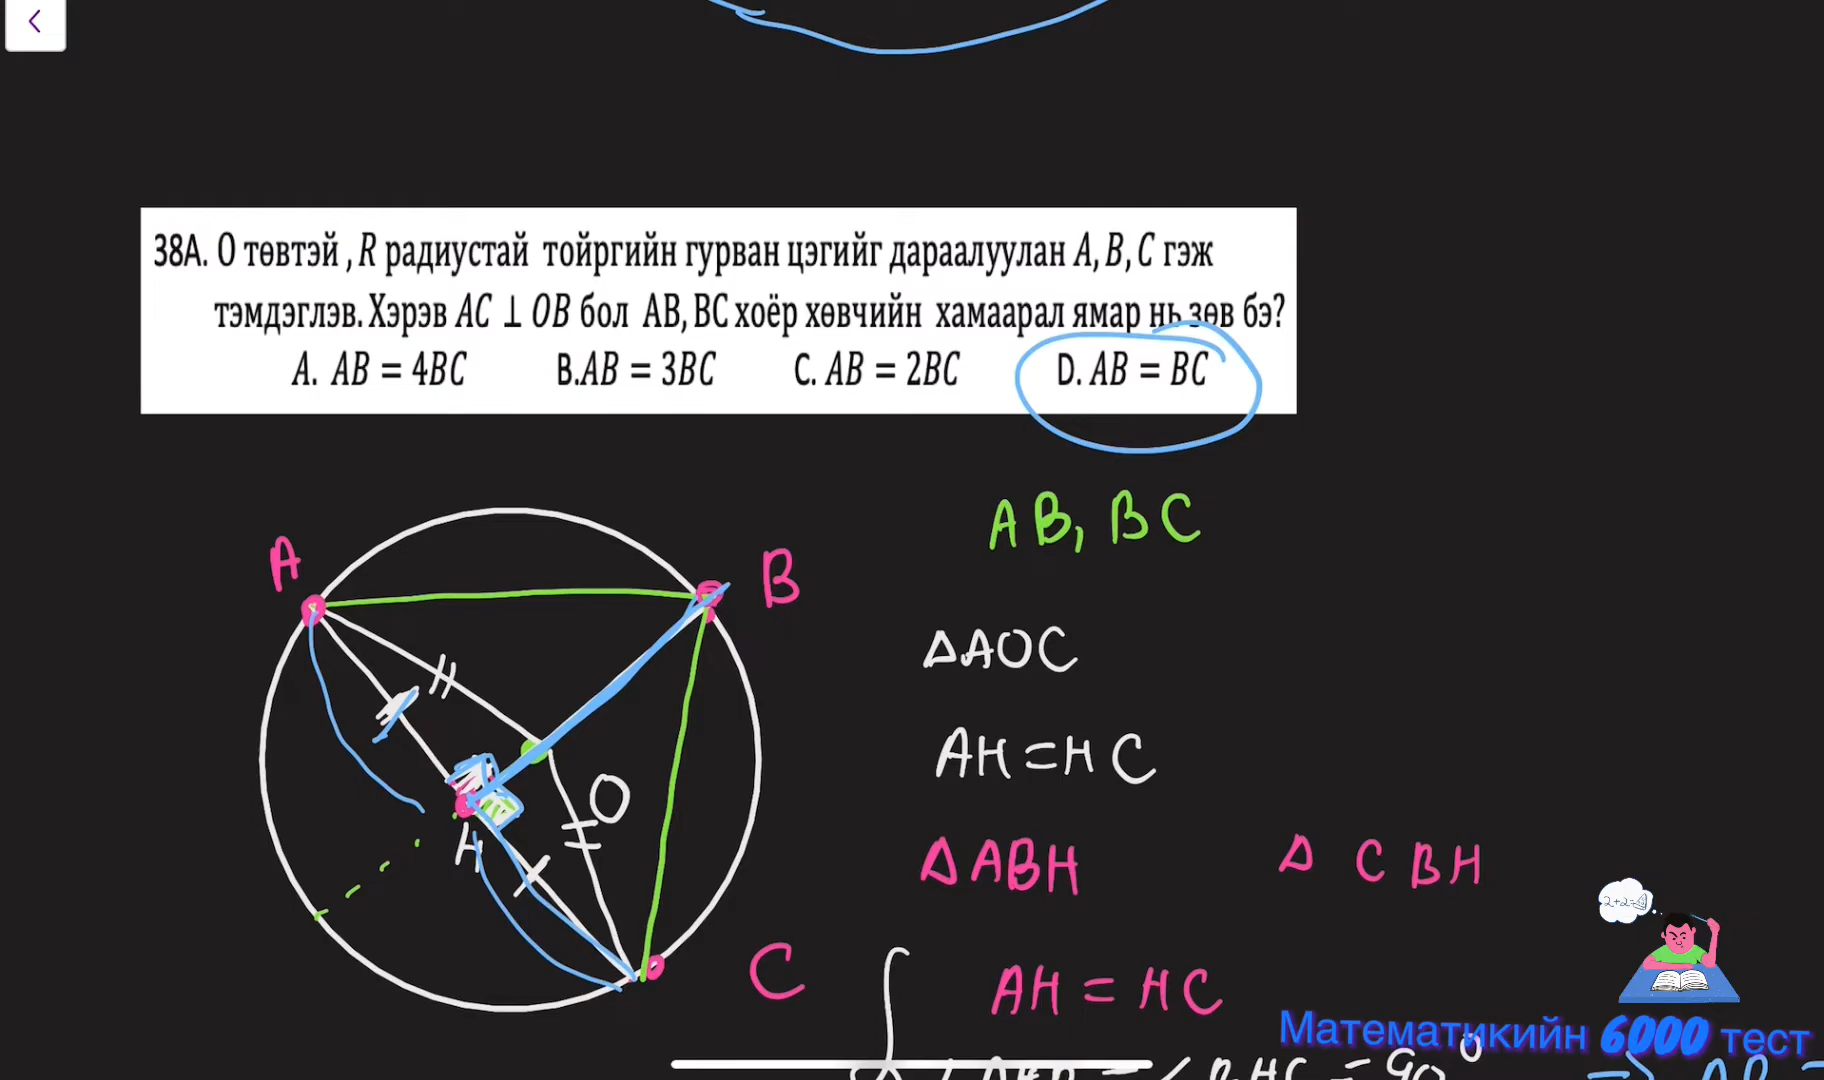 38A. О төвтэй , R радиустай тойргийн гурван цэгийг дараалуулан A, B, C гэж
тэмдэглэв. Хэрэв AC ⊥ OB бол AB, BC хоёр хөвчийн хамаарал ямар нь зөв бэ?
A. AB = 4BC B.AB = 3BC C. AB = 2BC D. AB = BC
AB, BC
A
B
ΔAOC
O
AH=HC
H
ΔABH Δ CBH
C
AH = HC
= 90⁰
Математикийн 6000 тест